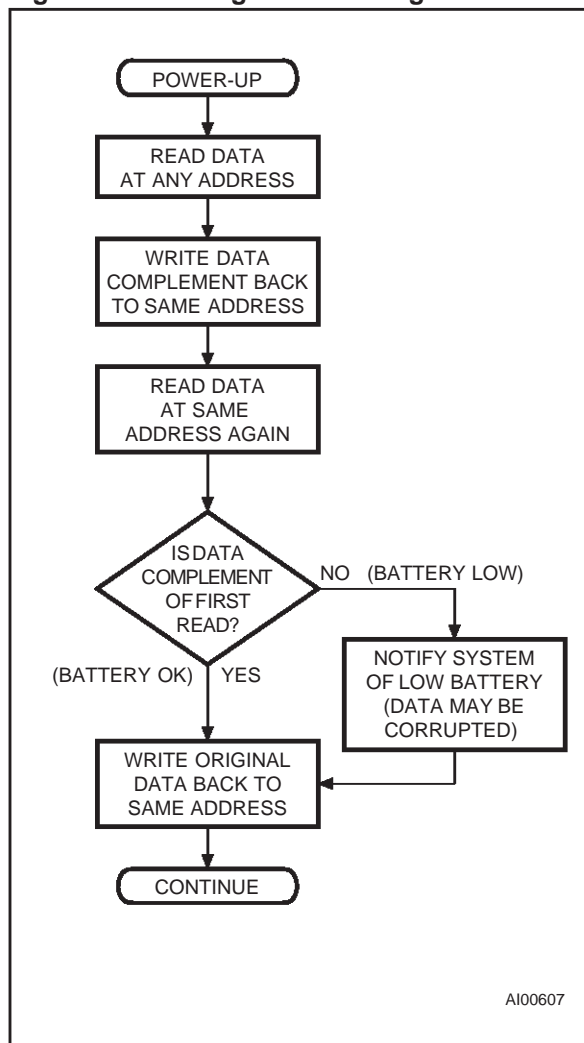 POWER-UP
READ DATA
AT ANY ADDRESS
WRITE DATA
COMPLEMENT BACK
TO SAME ADDRESS
READ DATA
AT SAME
ADDRESS AGAIN
IS DATA
COMPLEMENT
OF FIRST
READ?
NO (BATTERY LOW)
NOTIFY SYSTEM
OF LOW BATTERY
(DATA MAY BE
CORRUPTED)
(BATTERY OK) YES
WRITE ORIGINAL
DATA BACK TO
SAME ADDRESS
CONTINUE
AI00607